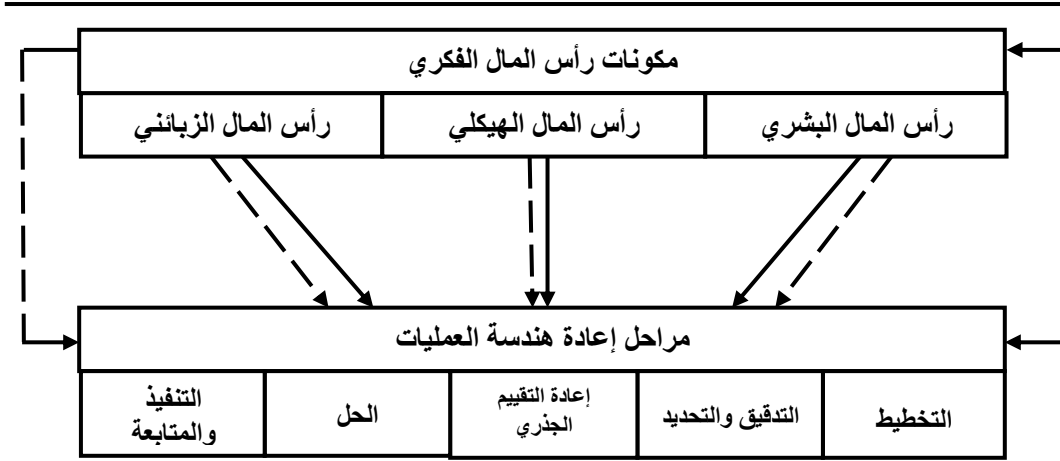 مكونات رأس المال الفكري
رأس المال البشري
رأس المال الهيكلي
رأس المال الزبائني
مراحل إعادة هندسة العمليات
التخطيط
التدقيق والتحديد
إعادة التقييم
الجذري
الحل
التنفيذ
والمتابعة